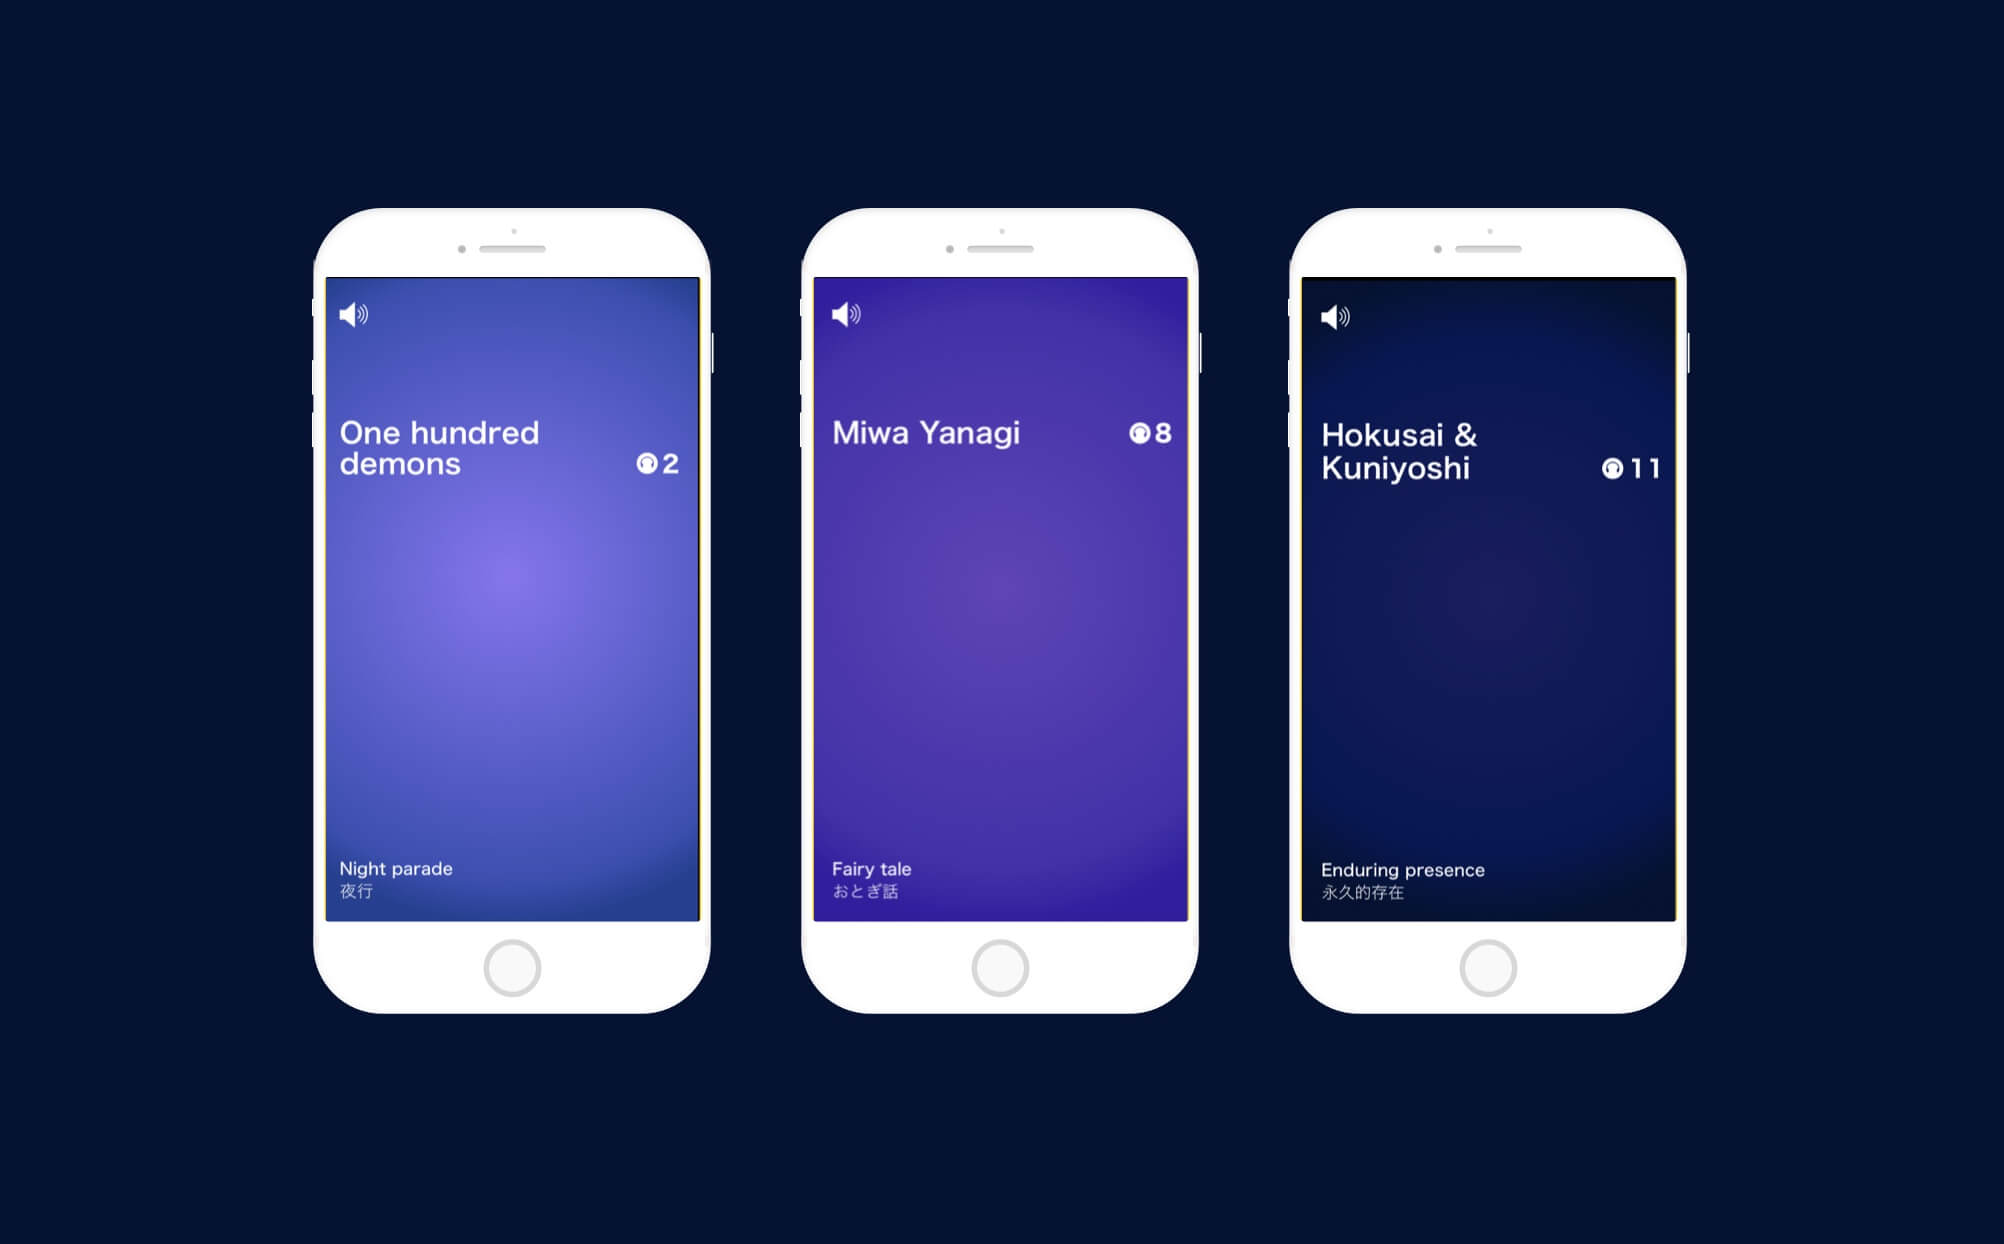 One hundred
demons
2
Night parade
夜行
Miwa Yanagi
8
Fairy tale
おとぎ話
Hokusai &
Kuniyoshi
11
Enduring presence
永久的存在